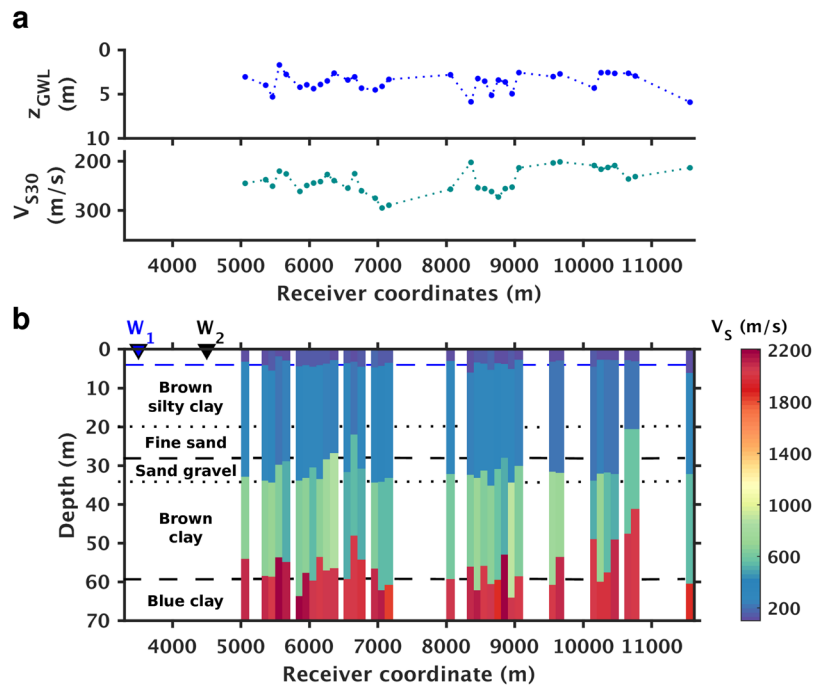 a
0
5
10
z_GWL
(m)
200
300
V_S30
(m/s)
4000 5000 6000 7000 8000 9000 10000 11000
Receiver coordinates (m)
b
W_1 W_2
V_S (m/s)
0
10
20
30
40
50
60
70
Depth (m)
Brown
silty clay
Fine sand
Sand gravel
Brown
clay
Blue clay
2200
1800
1400
1000
600
200
4000 5000 6000 7000 8000 9000 10000 11000
Receiver coordinate (m)